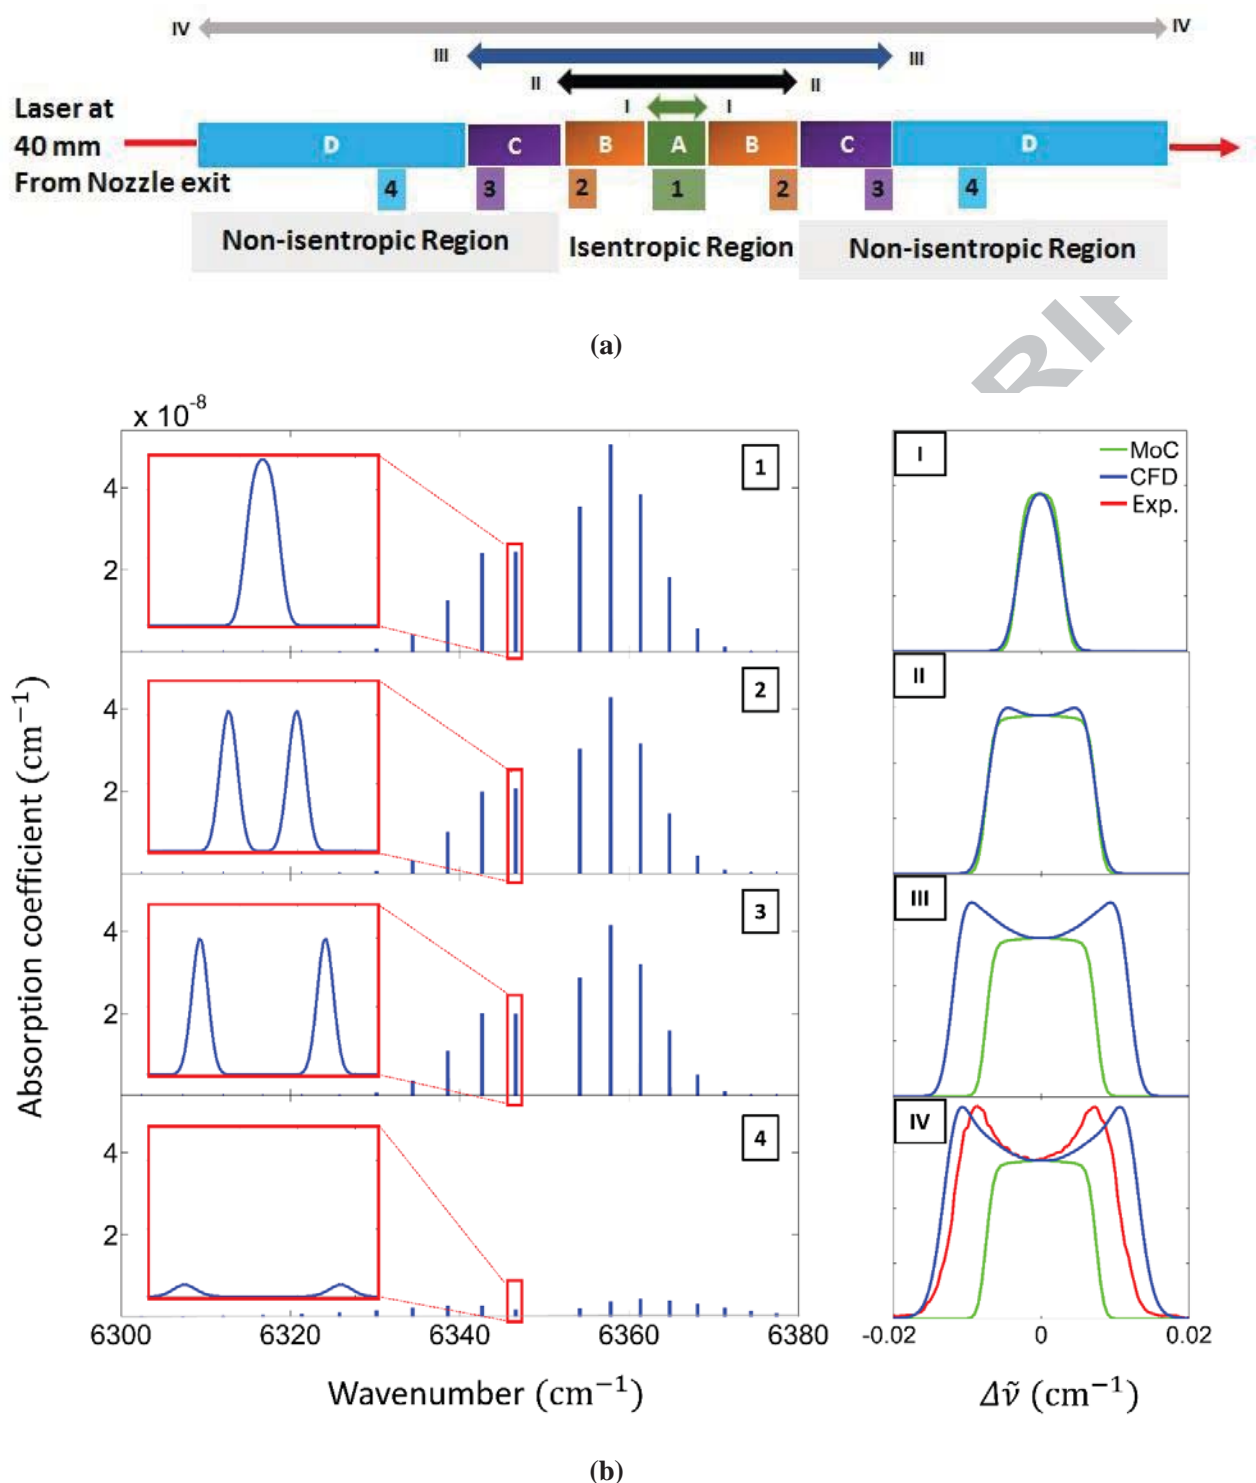 IV IV
III III
II II
I I
Laser at
40 mm
From Nozzle exit
D C B A B C D
4 3 2 1 2 3 4
Non-isentropic Region Isentropic Region Non-isentropic Region
(a)
x 10-8
Absorption coefficient (cm−1)
4
2
1
4
2
2
4
2
3
4
2
4
6300 6320 6340 6360 6380
Wavenumber (cm−1)
I
MoC
CFD
Exp.
II
III
IV
-0.02 0 0.02
Δṽ (cm−1)
(b)